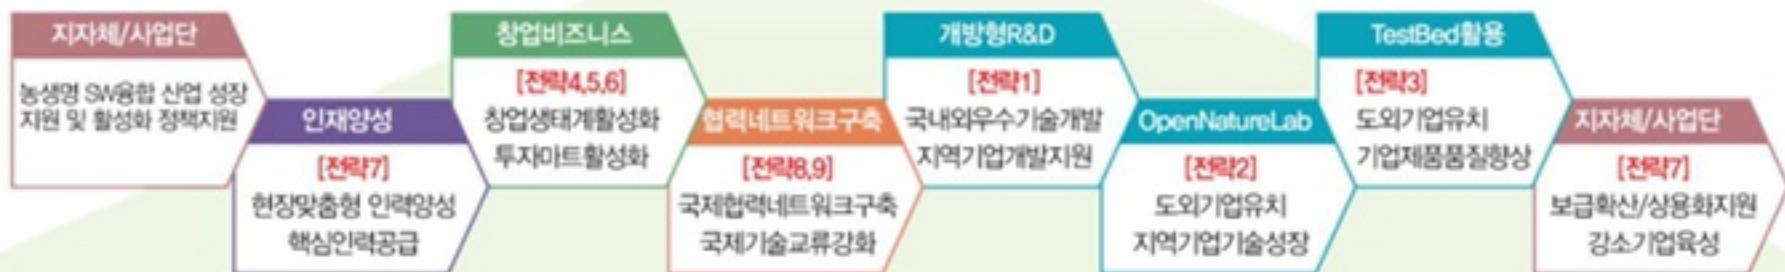 지자체/사업단
농생명 SW융합 산업 성장
지원 및 활성화 정책지원
인재양성
[전략7]
현장맞춤형 인력양성
핵심인력공급
창업비즈니스
[전략4,5,6]
창업생태계활성화
투자마트활성화
협력네트워크구축
[전략8,9]
국제협력네트워크구축
국제기술교류강화
개방형R&D
[전략1]
국내외우수기술개발
지역기업개발지원
OpenNatureLab
[전략2]
도외기업유치
지역기업기술성장
TestBed활용
[전략3]
도외기업유치
기업제품품질향상
지자체/사업단
[전략7]
보급확산/상용화지원
강소기업육성